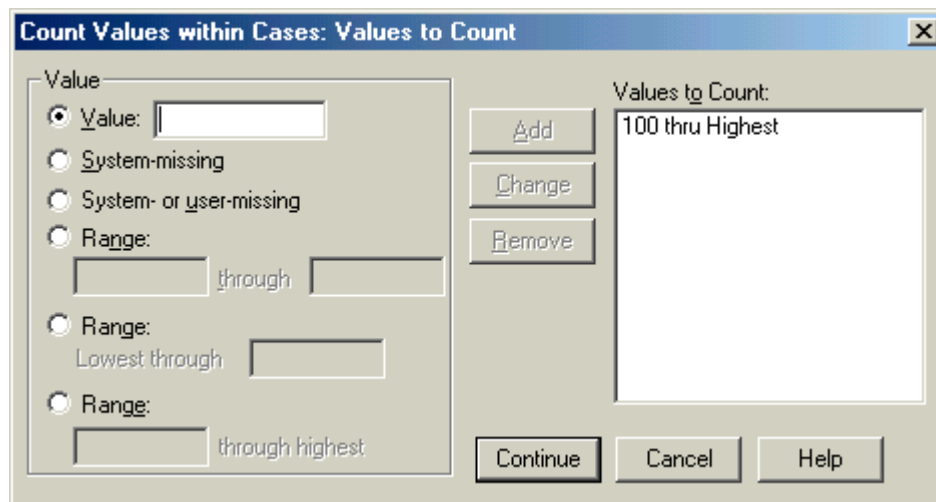 Count Values within Cases: Values to Count
Value
Value:
System-missing
System- or user-missing
Range:
through
Range:
Lowest through
Range:
through highest
Add
Change
Remove
Values to Count:
100 thru Highest
Continue
Cancel
Help